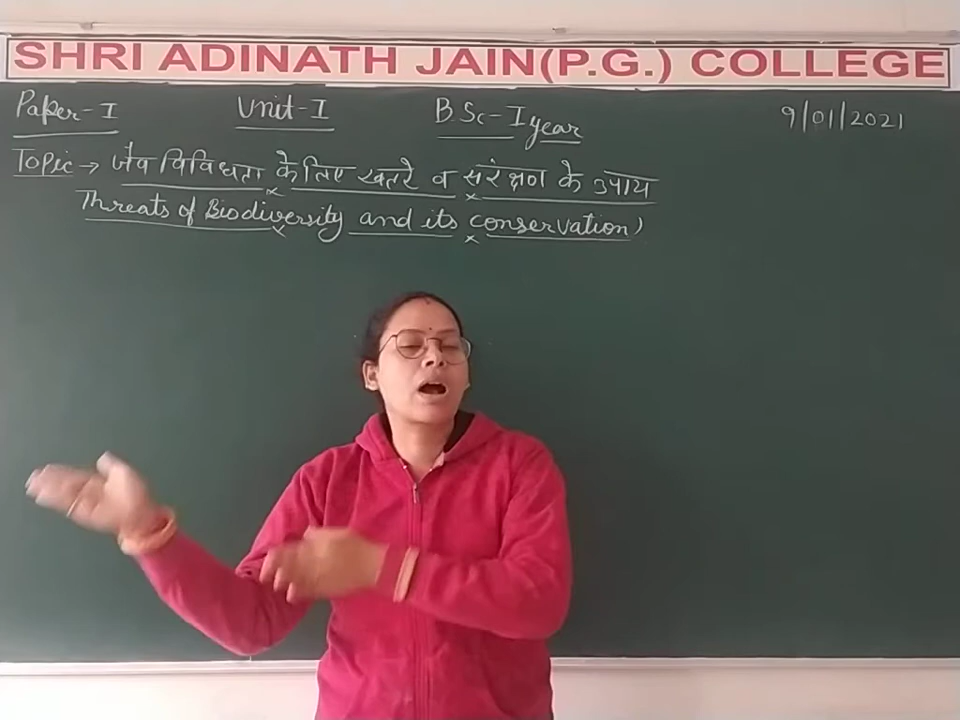 SHRI ADINATH JAIN(P.G.) COLLEGE
Paper-I Unit-I BSc-I year 9/01/2021
Topic → जैव विविधता के लिए खतरे व संरक्षण के उपाय
Threats of Biodiversity and its conservation)